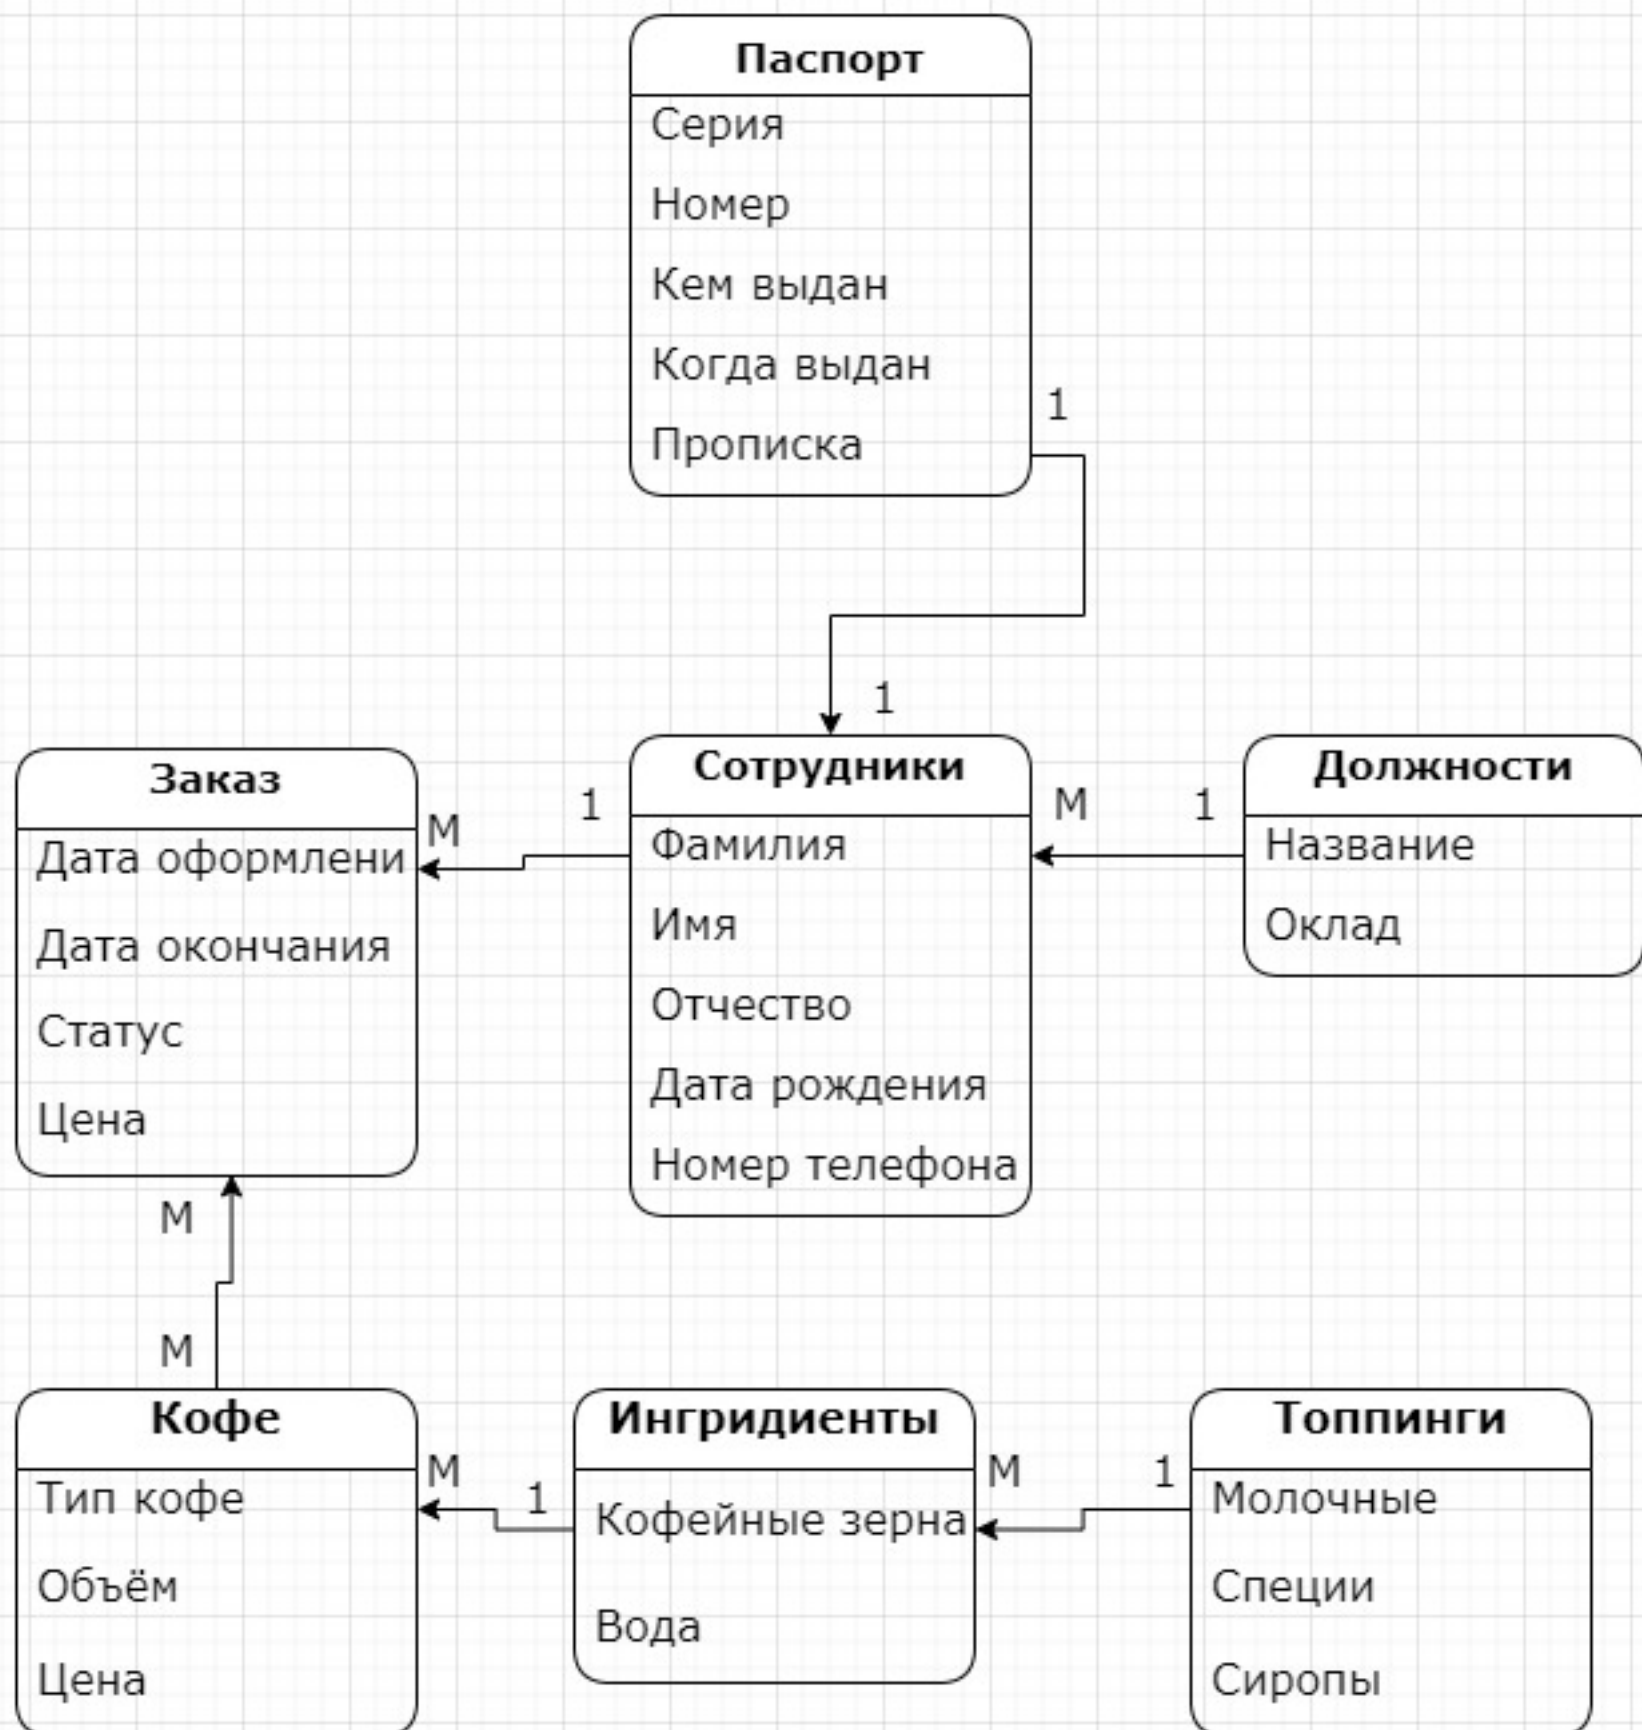 Паспорт
Серия
Номер
Кем выдан
Когда выдан
Прописка
1
1
Заказ
Дата оформлени
Дата окончания
Статус
Цена
M
1
Сотрудники
Фамилия
Имя
Отчество
Дата рождения
Номер телефона
M
1
Должности
Название
Оклад
M
M
Кофе
Тип кофе
Объём
Цена
M
1
Ингридиенты
Кофейные зерна
Вода
M
1
Топпинги
Молочные
Специи
Сиропы